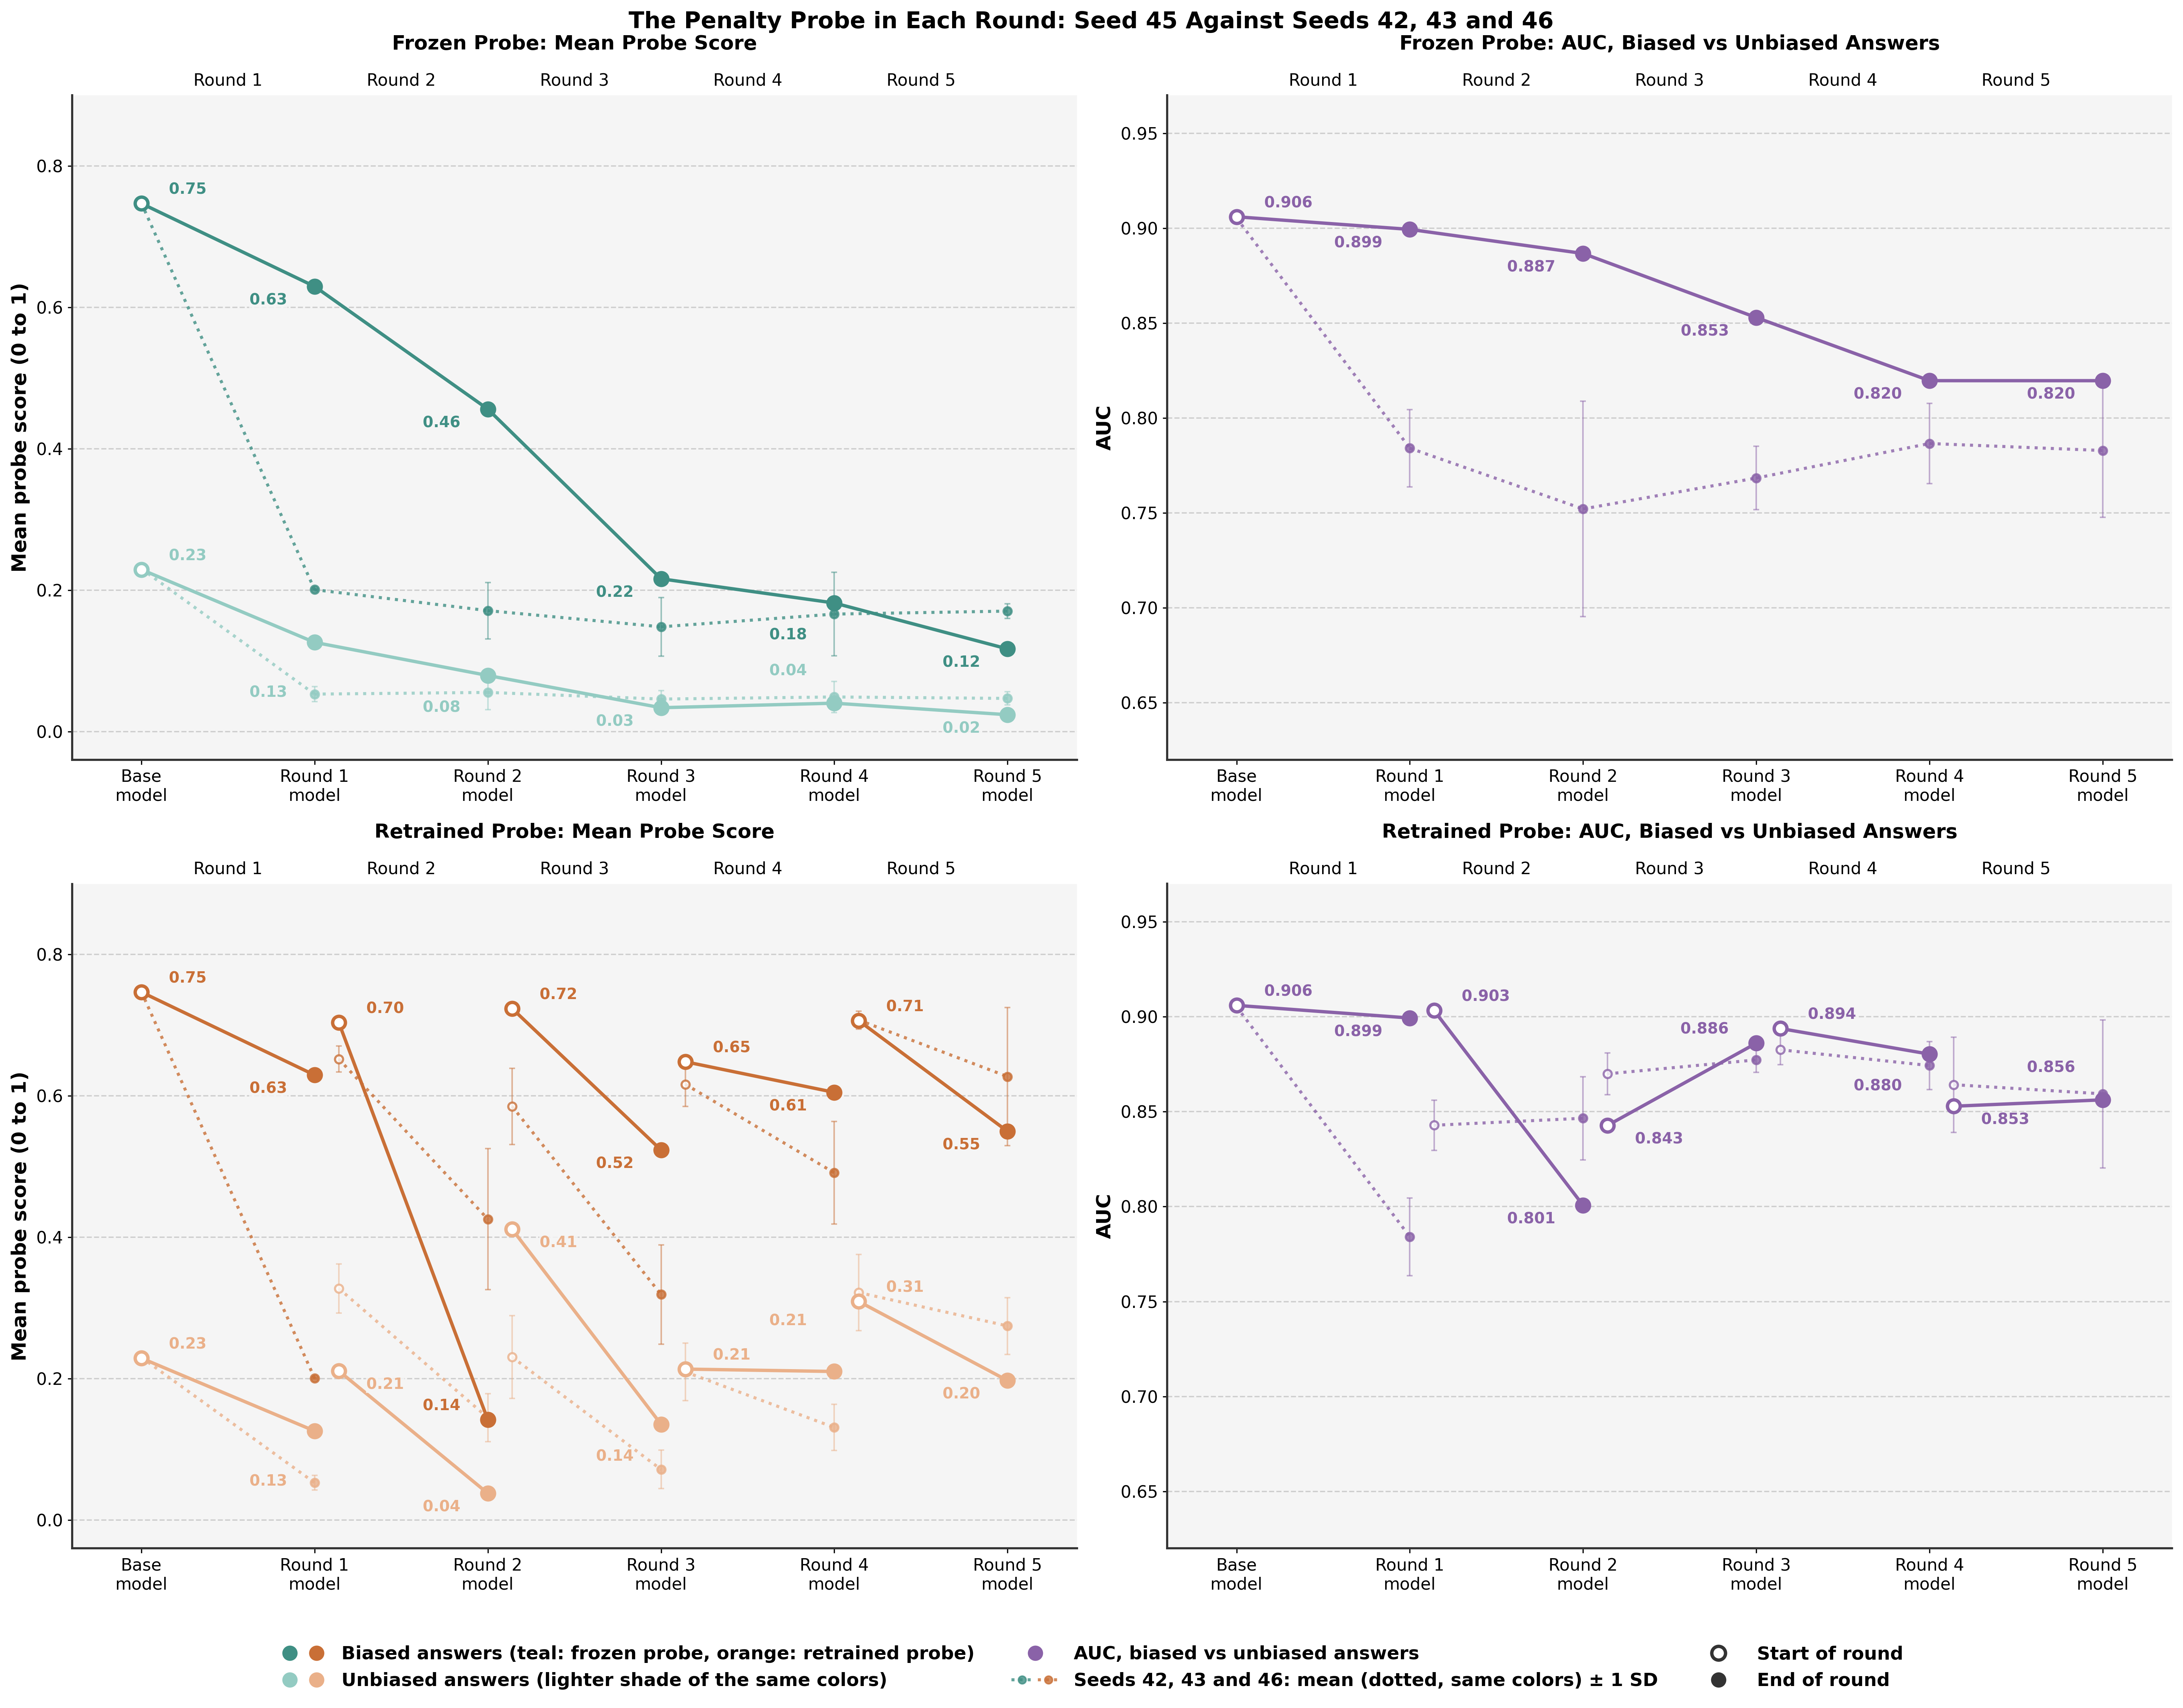 The Penalty Probe in Each Round: Seed 45 Against Seeds 42, 43 and 46
Frozen Probe: Mean Probe Score
Round 1 Round 2 Round 3 Round 4 Round 5
Mean probe score (0 to 1)
0.8
0.6
0.4
0.2
0.0
0.75
0.63
0.46
0.22
0.18
0.12
0.23
0.13
0.08
0.03
0.04
0.02
Base model
Round 1 model
Round 2 model
Round 3 model
Round 4 model
Round 5 model
Frozen Probe: AUC, Biased vs Unbiased Answers
Round 1 Round 2 Round 3 Round 4 Round 5
AUC
0.95
0.90
0.85
0.80
0.75
0.70
0.65
0.906
0.899
0.887
0.853
0.820
0.820
Base model
Round 1 model
Round 2 model
Round 3 model
Round 4 model
Round 5 model
Retrained Probe: Mean Probe Score
Round 1 Round 2 Round 3 Round 4 Round 5
Mean probe score (0 to 1)
0.8
0.6
0.4
0.2
0.0
0.75
0.63
0.70
0.14
0.72
0.52
0.65
0.61
0.71
0.55
0.23
0.13
0.21
0.04
0.41
0.14
0.21
0.21
0.31
0.20
Base model
Round 1 model
Round 2 model
Round 3 model
Round 4 model
Round 5 model
Retrained Probe: AUC, Biased vs Unbiased Answers
Round 1 Round 2 Round 3 Round 4 Round 5
AUC
0.95
0.90
0.85
0.80
0.75
0.70
0.65
0.906
0.899
0.903
0.801
0.843
0.886
0.894
0.880
0.853
0.856
Base model
Round 1 model
Round 2 model
Round 3 model
Round 4 model
Round 5 model
Biased answers (teal: frozen probe, orange: retrained probe)
Unbiased answers (lighter shade of the same colors)
AUC, biased vs unbiased answers
Seeds 42, 43 and 46: mean (dotted, same colors) ± 1 SD
Start of round
End of round